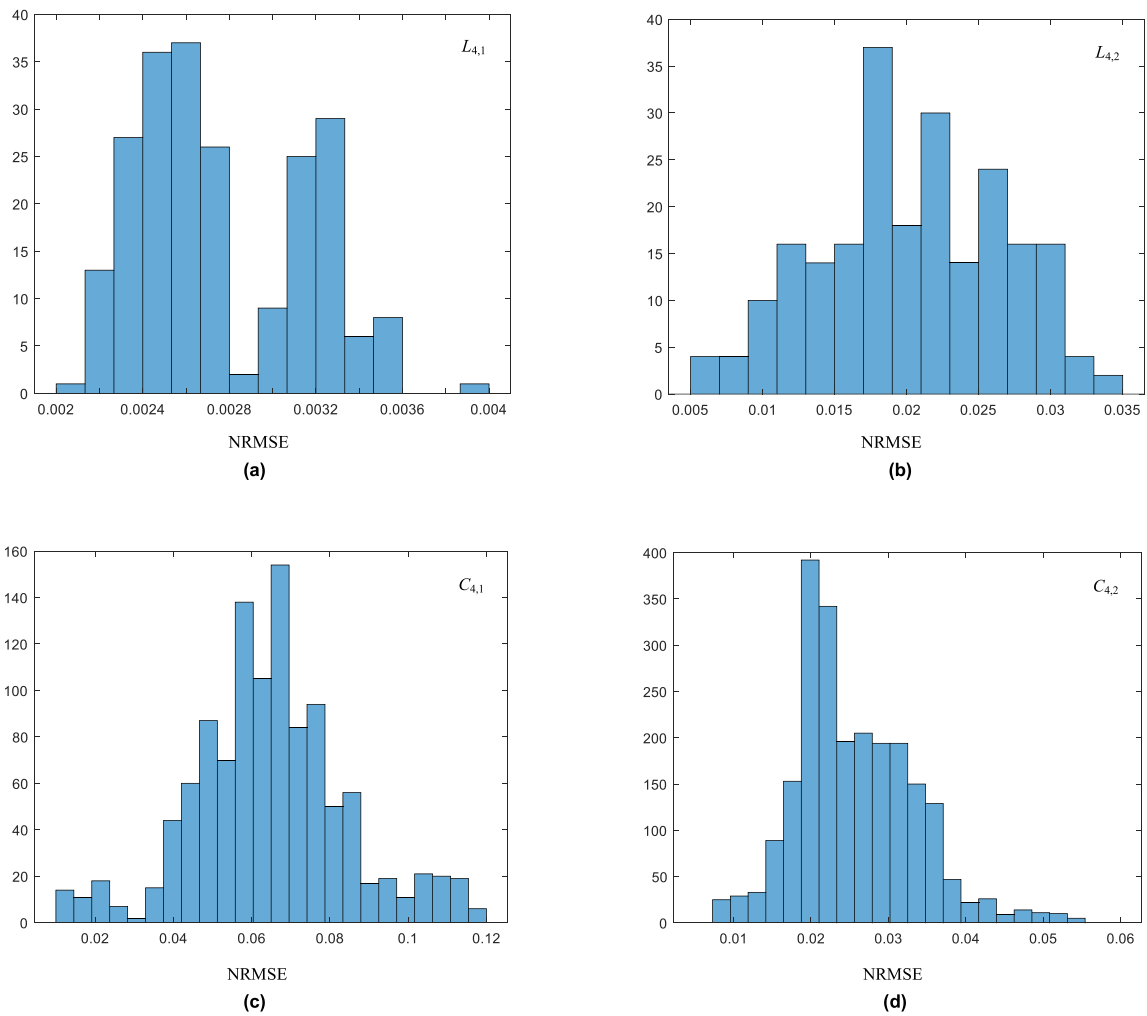 40
35
30
25
20
15
10
5
0
L4,1
0.002 0.0024 0.0028 0.0032 0.0036 0.004
NRMSE
(a)
40
35
30
25
20
15
10
5
0
L4,2
0.005 0.01 0.015 0.02 0.025 0.03 0.035
NRMSE
(b)
160
140
120
100
80
60
40
20
0
C4,1
0.02 0.04 0.06 0.08 0.1 0.12
NRMSE
(c)
400
350
300
250
200
150
100
50
0
C4,2
0.01 0.02 0.03 0.04 0.05 0.06
NRMSE
(d)